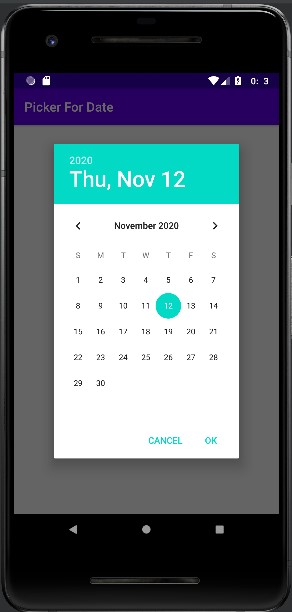 0: 3
Picker For Date
2020
Thu, Nov 12
November 2020
S M T W T F S
1 2 3 4 5 6 7
8 9 10 11 12 13 14
15 16 17 18 19 20 21
22 23 24 25 26 27 28
29 30
CANCEL OK